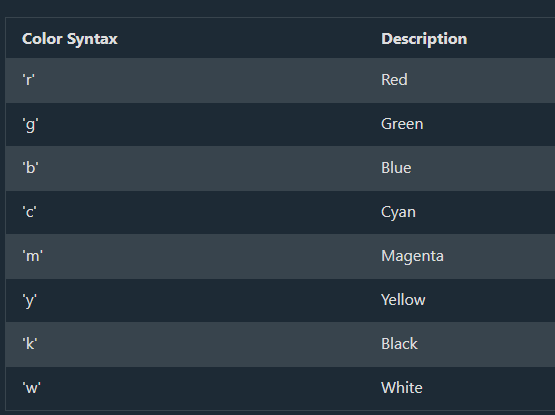 Color Syntax Description
'r' Red
'g' Green
'b' Blue
'c' Cyan
'm' Magenta
'y' Yellow
'k' Black
'w' White